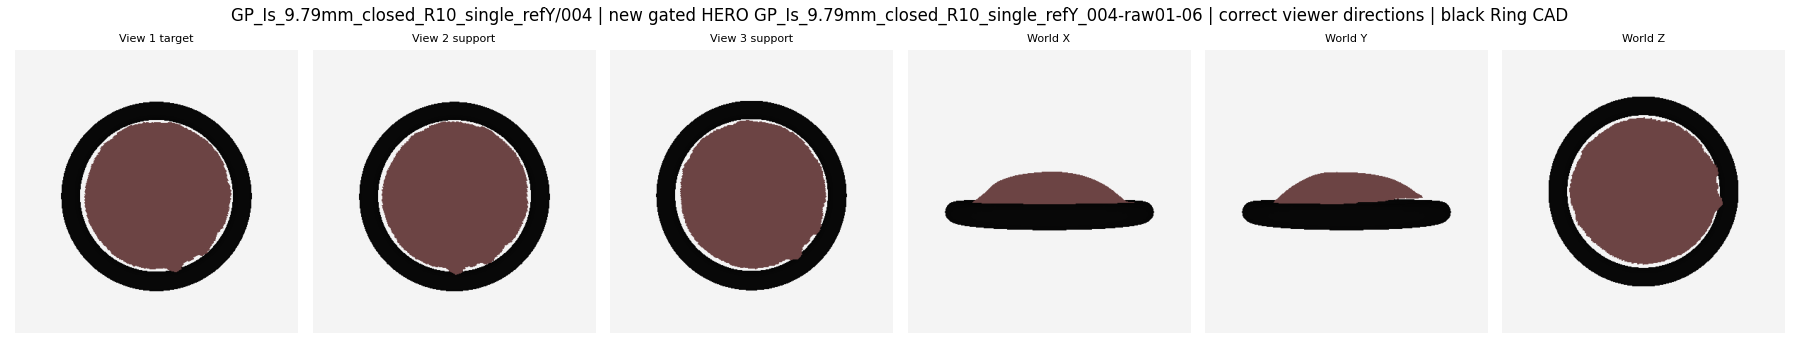 GP_Is_9.79mm_closed_R10_single_refY/004 | new gated HERO GP_Is_9.79mm_closed_R10_single_refY_004-raw01-06 | correct viewer directions | black Ring CAD
View 1 target
View 2 support
View 3 support
World X
World Y
World Z